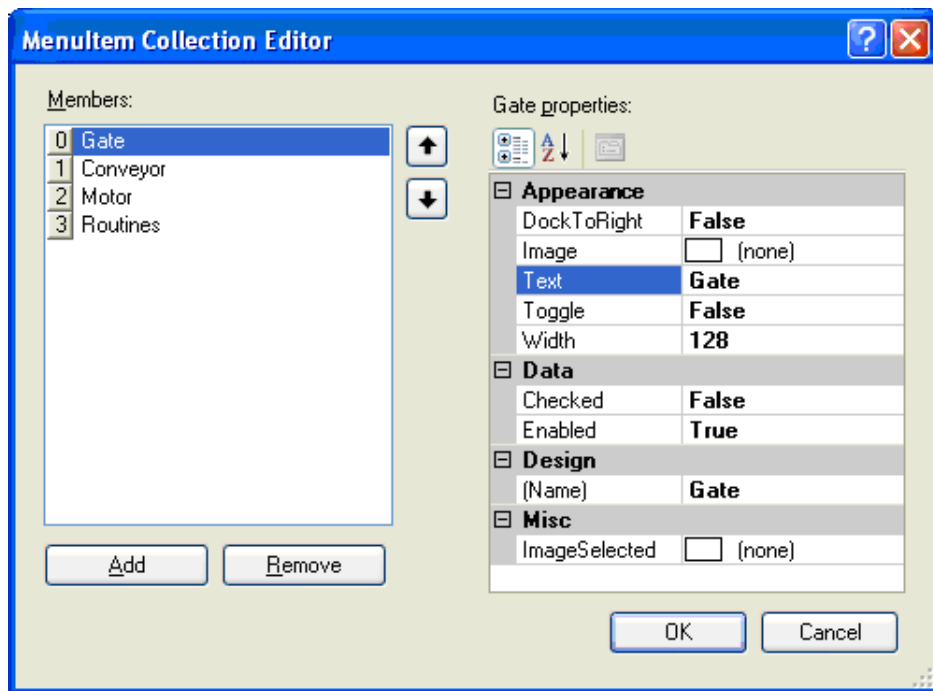 MenuItem Collection Editor
Members:
0 Gate
1 Conveyor
2 Motor
3 Routines
Add Remove
Gate properties:
Appearance
DockToRight False
Image (none)
Text Gate
Toggle False
Width 128
Data
Checked False
Enabled True
Design
(Name) Gate
Misc
ImageSelected (none)
OK Cancel